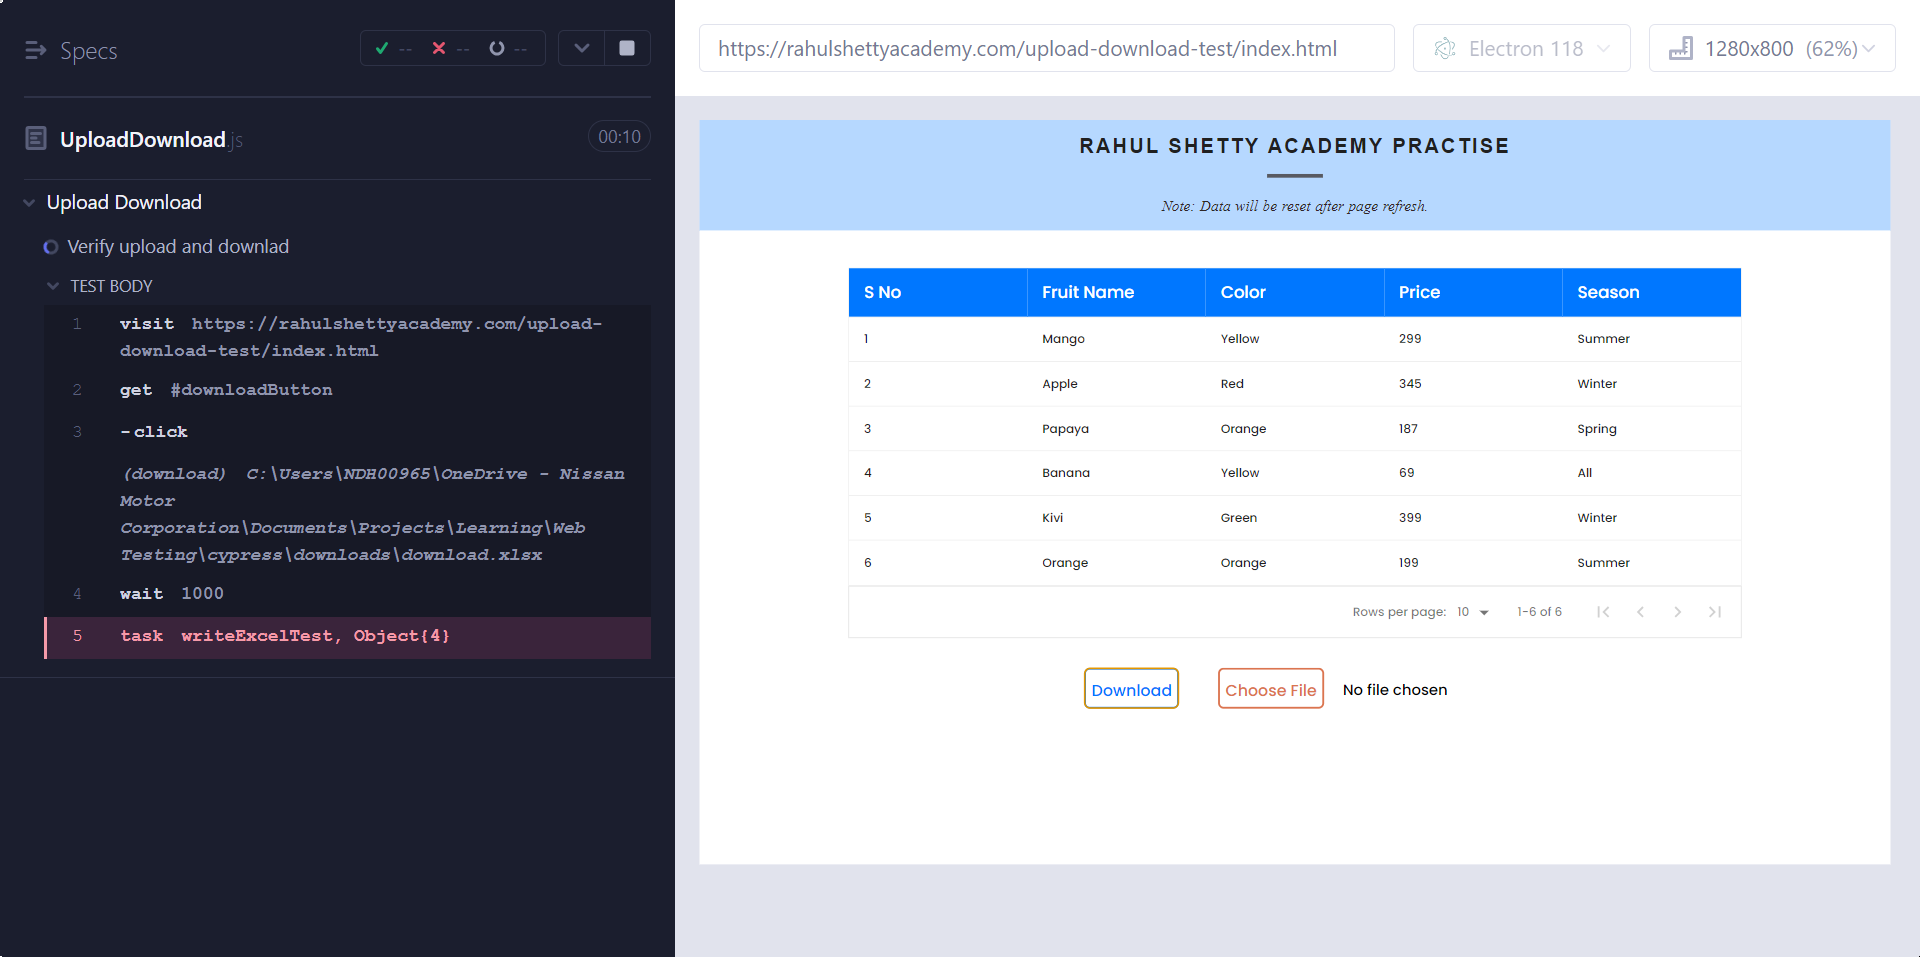 Specs
-- -- --
UploadDownload.js
00:10
Upload Download
Verify upload and downlad
TEST BODY
1 visit https://rahulshettyacademy.com/upload-
download-test/index.html
2 get #downloadButton
3 -click
(download) C:\Users\NDH00965\OneDrive - Nissan
Motor
Corporation\Documents\Projects\Learning\Web
Testing\cypress\downloads\download.xlsx
4 wait 1000
5 task writeExcelTest, Object{4}
https://rahulshettyacademy.com/upload-download-test/index.html
Electron 118
1280x800 (62%)
RAHUL SHETTY ACADEMY PRACTISE
Note: Data will be reset after page refresh.
S No Fruit Name Color Price Season
1 Mango Yellow 299 Summer
2 Apple Red 345 Winter
3 Papaya Orange 187 Spring
4 Banana Yellow 69 All
5 Kivi Green 399 Winter
6 Orange Orange 199 Summer
Rows per page: 10 1-6 of 6
Download Choose File No file chosen